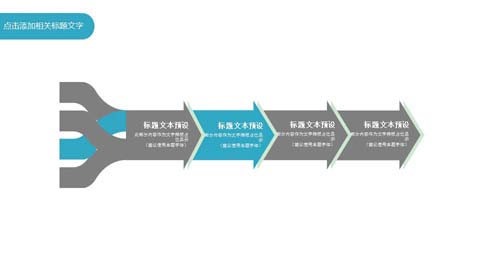 点击添加相关标题文字
标题文本预设
此部分内容作为文字排版占
位显示
（建议使用主题字体）
标题文本预设
此部分内容作为文字排版占位显
示
（建议使用主题字体）
标题文本预设
此部分内容作为文字排版占位显
示
（建议使用主题字体）
标题文本预设
此部分内容作为文字排版占位显
示
（建议使用主题字体）